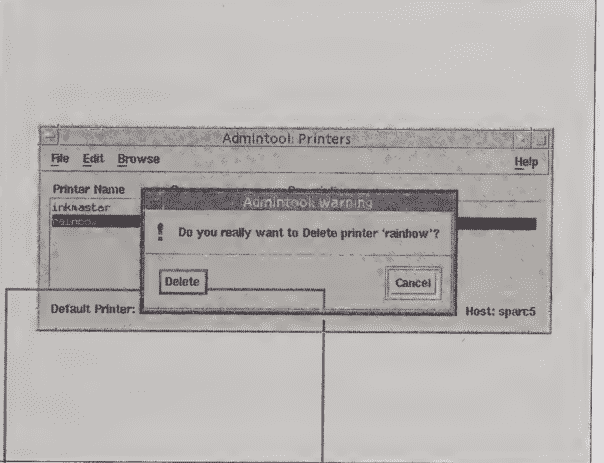 Admintool: Printers
File Edit Browse Help
Printer Name
inkmaster
rainbow
Admintool: warning
! Do you really want to Delete printer 'rainbow'?
Delete Cancel
Default Printer: Host: sparc5